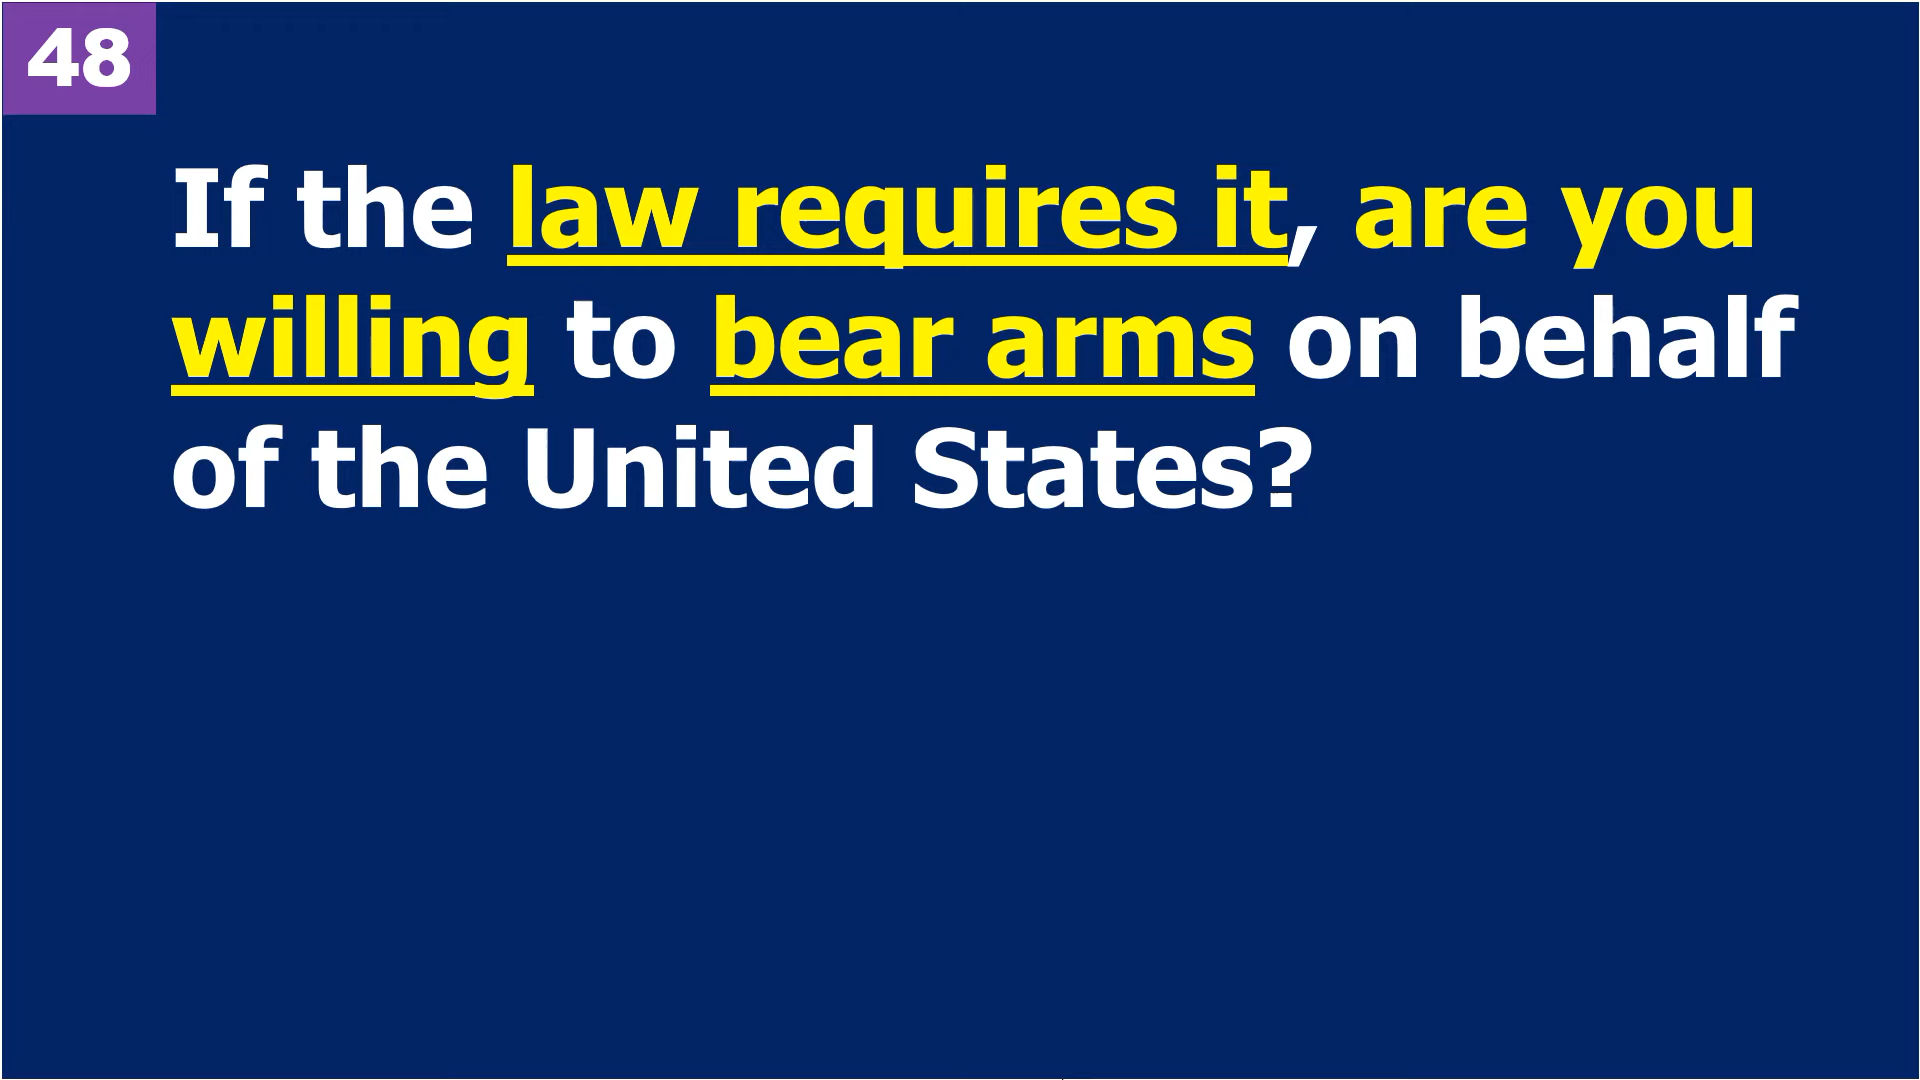 48
If the law requires it, are you
willing to bear arms on behalf
of the United States?